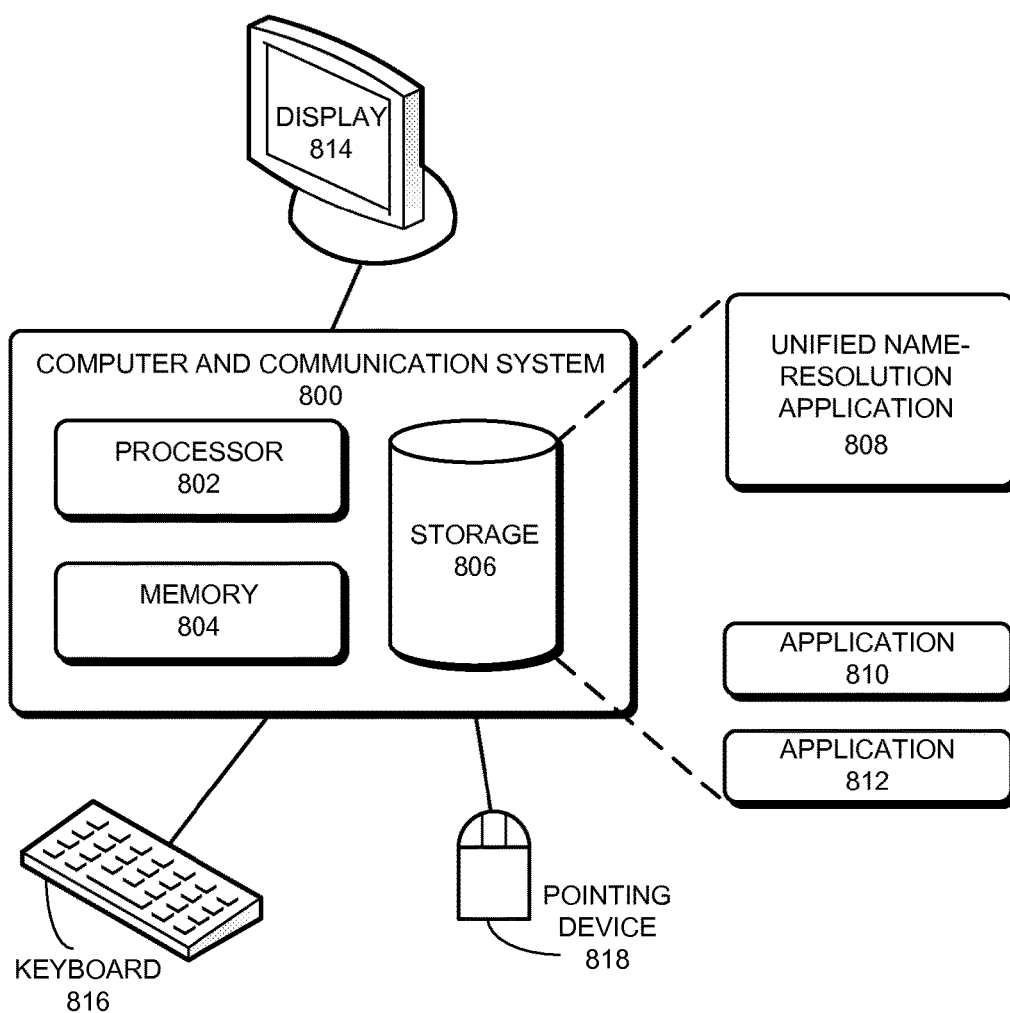 DISPLAY
814
COMPUTER AND COMMUNICATION SYSTEM
800
PROCESSOR
802
MEMORY
804
STORAGE
806
UNIFIED NAME-
RESOLUTION
APPLICATION
808
APPLICATION
810
APPLICATION
812
KEYBOARD
816
POINTING
DEVICE
818